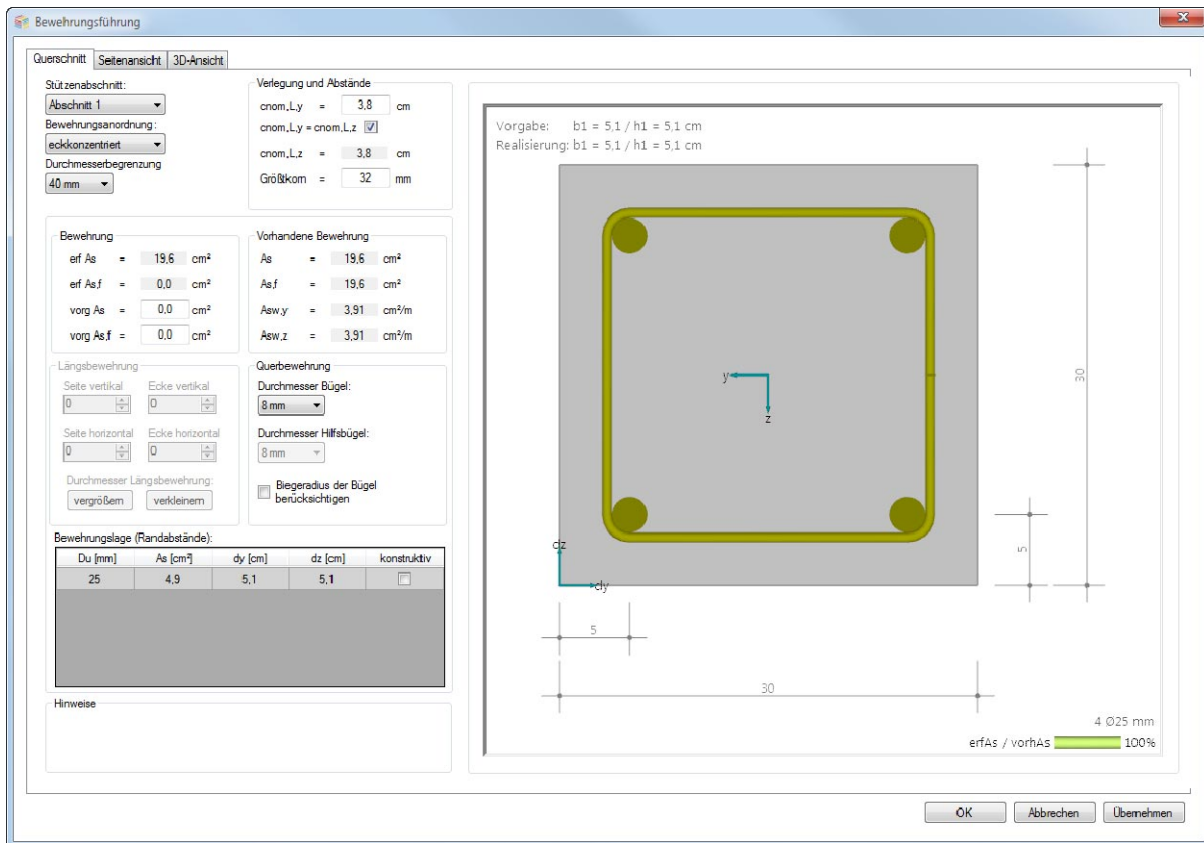 Bewehrungsführung
Querschnitt Seitenansicht 3D-Ansicht
Stützenabschnitt:
Abschnitt 1
Bewehrungsanordnung:
eckkonzentriert
Durchmesserbegrenzung
40 mm
Verlegung und Abstände
cnom,L,y = 3,8 cm
cnom,L,y = cnom,L,z
cnom,L,z = 3,8 cm
Größtkorn = 32 mm
Bewehrung
erf As = 19,6 cm²
erf As,f = 0,0 cm²
vorg As = 0,0 cm²
vorg As,f = 0,0 cm²
Vorhandene Bewehrung
As = 19,6 cm²
As,f = 19,6 cm²
Asw,y = 3,91 cm²/m
Asw,z = 3,91 cm²/m
Längsbewehrung
Seite vertikal Ecke vertikal
0 0
Seite horizontal Ecke horizontal
0 0
Durchmesser Längsbewehrung:
vergrößern verkleinern
Querbewehrung
Durchmesser Bügel:
8 mm
Durchmesser Hilfsbügel:
8 mm
Biegeradius der Bügel
berücksichtigen
Bewehrungslage (Randabstände):
Du [mm] As [cm²] dy [cm] dz [cm] konstruktiv
25 4,9 5,1 5,1
Hinweise
Vorgabe: b1 = 5,1 / h1 = 5,1 cm
Realisierung: b1 = 5,1 / h1 = 5,1 cm
y
z
30
dz
dy
5
5
30
4 Ø25 mm
erfAs / vorhAs 100%
OK Abbrechen Übernehmen